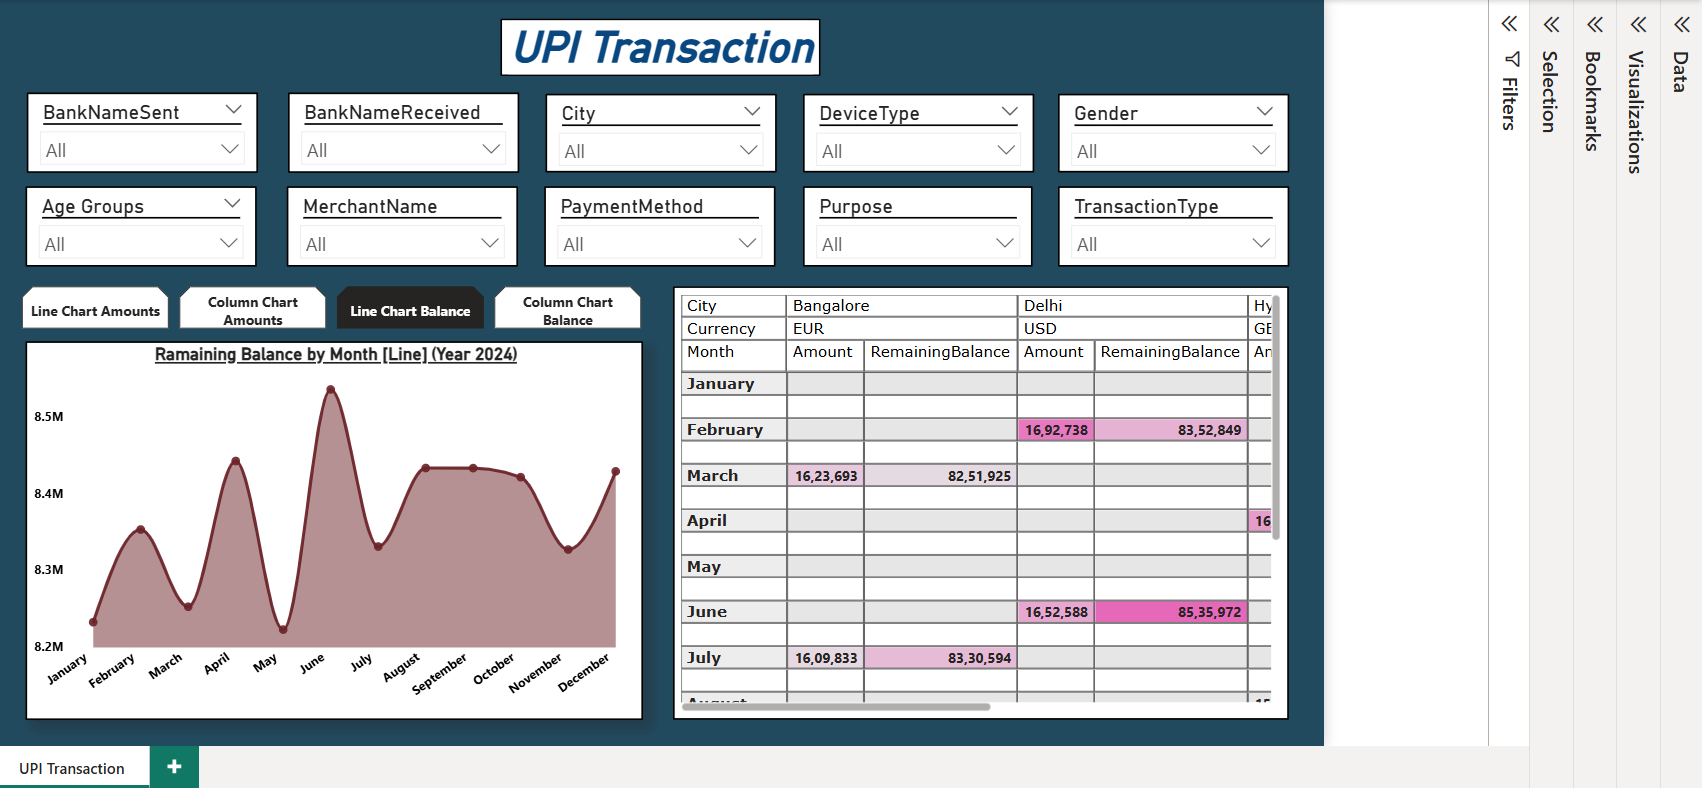 UPI Transaction
BankNameSent
All
BankNameReceived
All
City
All
DeviceType
All
Gender
All
Age Groups
All
MerchantName
All
PaymentMethod
All
Purpose
All
TransactionType
All
Line Chart Amounts
Column Chart
Amounts
Line Chart Balance
Column Chart
Balance
Ramaining Balance by Month [Line] (Year 2024)
8.5M
8.4M
8.3M
8.2M
January
February
March
April
May
June
July
August
September
October
November
December
City Bangalore Delhi Hy
Currency EUR USD GE
Month Amount RemainingBalance Amount RemainingBalance An
January
February 16,92,738 83,52,849
March 16,23,693 82,51,925
April 16
May
June 16,52,588 85,35,972
July 16,09,833 83,30,594
Filters
Selection
Bookmarks
Visualizations
Data
UPI Transaction
+